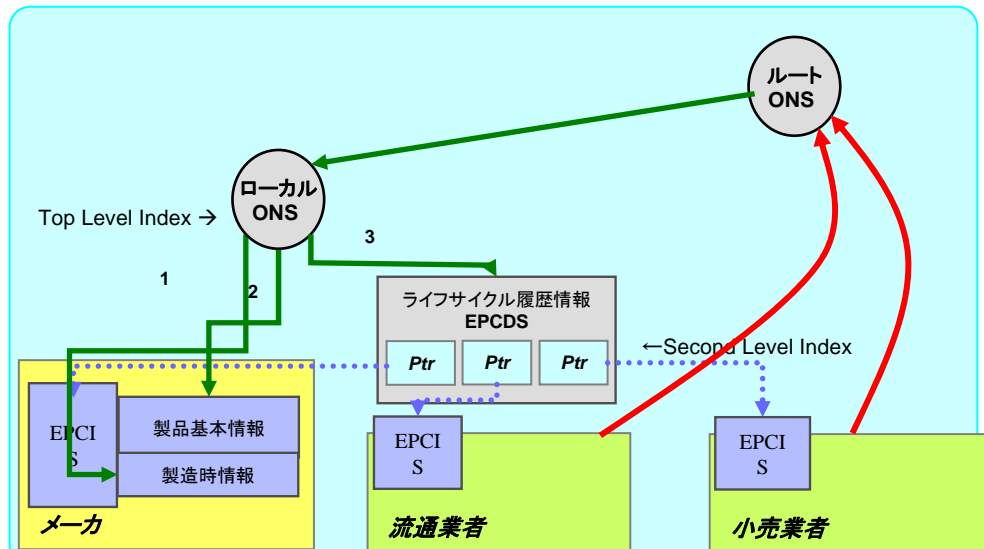 ルート
ONS
ローカル
ONS
Top Level Index →
3
1
2
ライフサイクル履歴情報
EPCDS
Ptr
Ptr
Ptr
←Second Level Index
EPCI
S
製品基本情報
製造時情報
メーカ
EPCI
S
流通業者
EPCI
S
小売業者